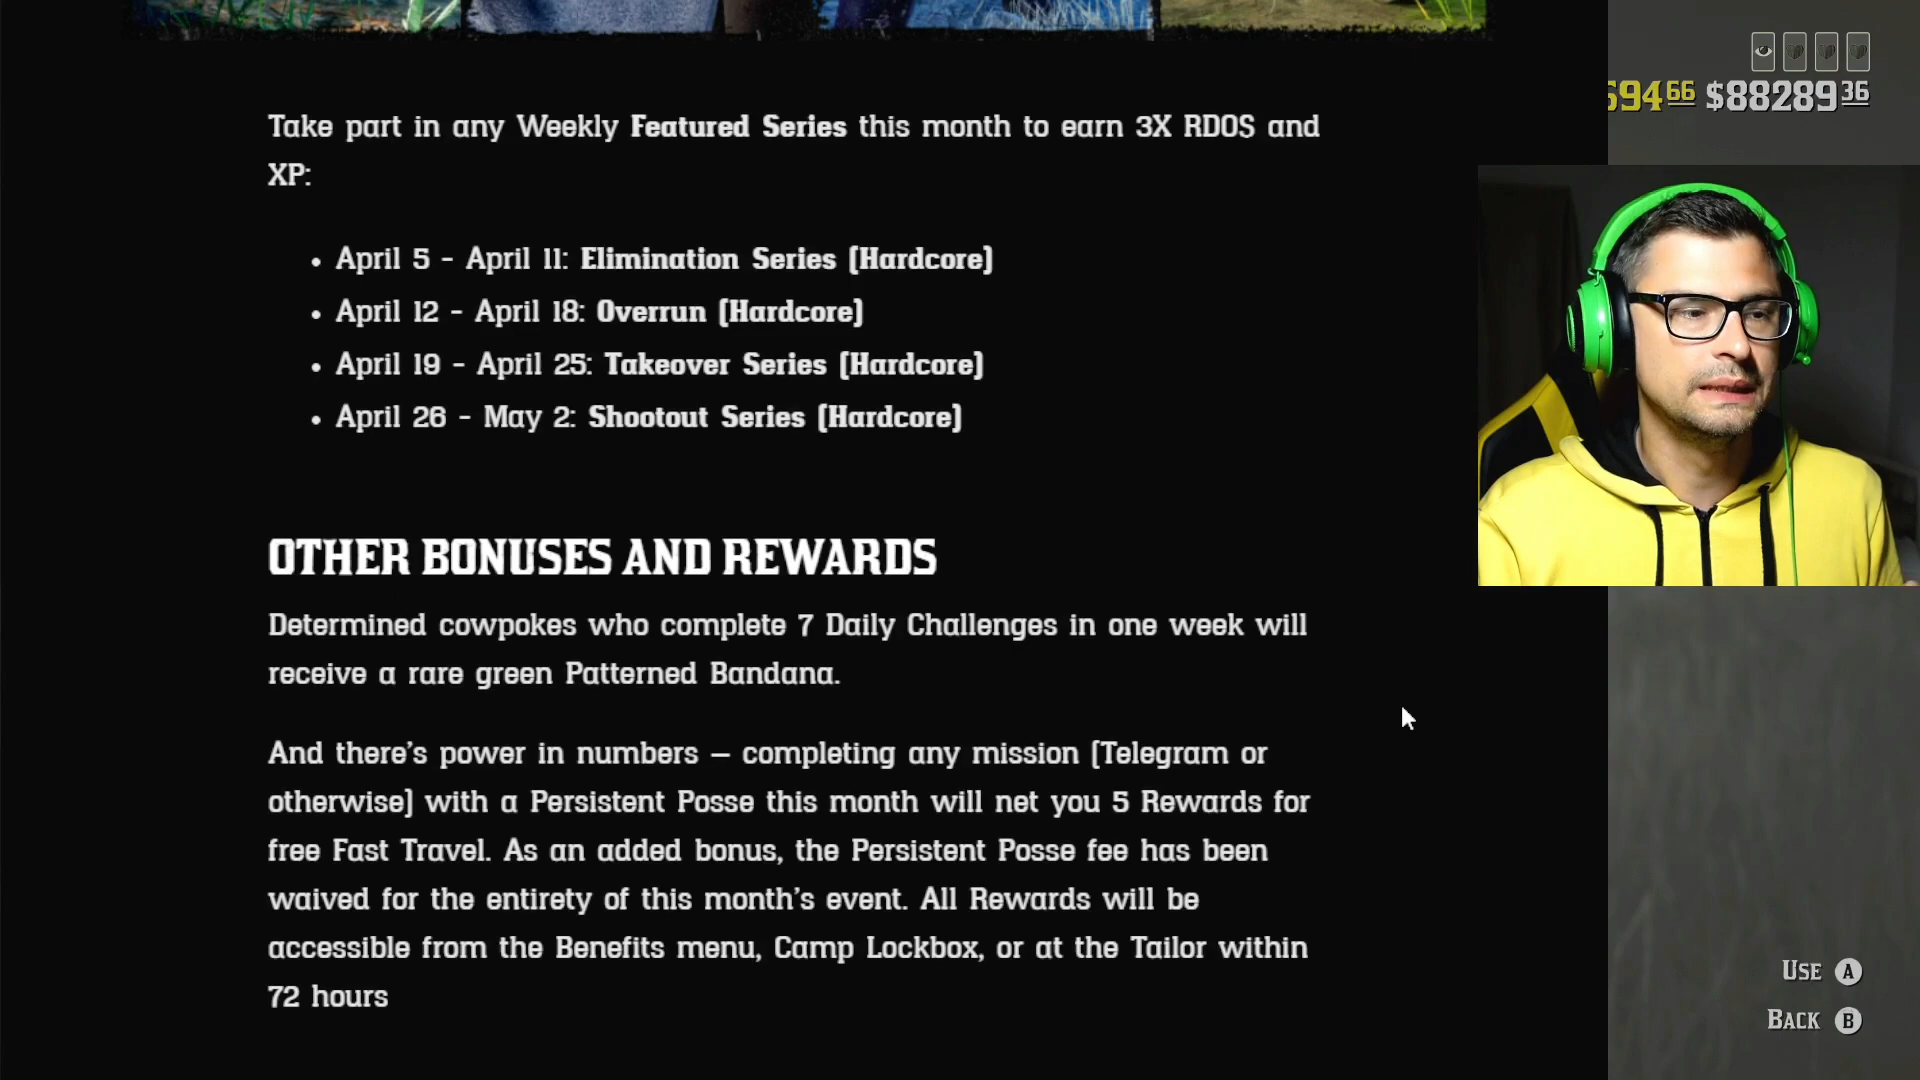 694 66 $88289 36
Take part in any Weekly Featured Series this month to earn 3X RDOS and
XP:
• April 5 - April 11: Elimination Series (Hardcore)
• April 12 - April 18: Overrun (Hardcore)
• April 19 - April 25: Takeover Series (Hardcore)
• April 26 - May 2: Shootout Series (Hardcore)
OTHER BONUSES AND REWARDS
Determined cowpokes who complete 7 Daily Challenges in one week will
receive a rare green Patterned Bandana.
And there's power in numbers – completing any mission (Telegram or
otherwise) with a Persistent Posse this month will net you 5 Rewards for
free Fast Travel. As an added bonus, the Persistent Posse fee has been
waived for the entirety of this month's event. All Rewards will be
accessible from the Benefits menu, Camp Lockbox, or at the Tailor within
72 hours
USE A
BACK B